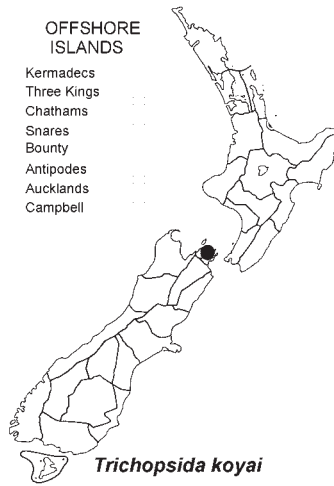 OFFSHORE
ISLANDS
Kermadecs
Three Kings
Chathams
Snares
Bounty
Antipodes
Aucklands
Campbell
Trichopsida koyai